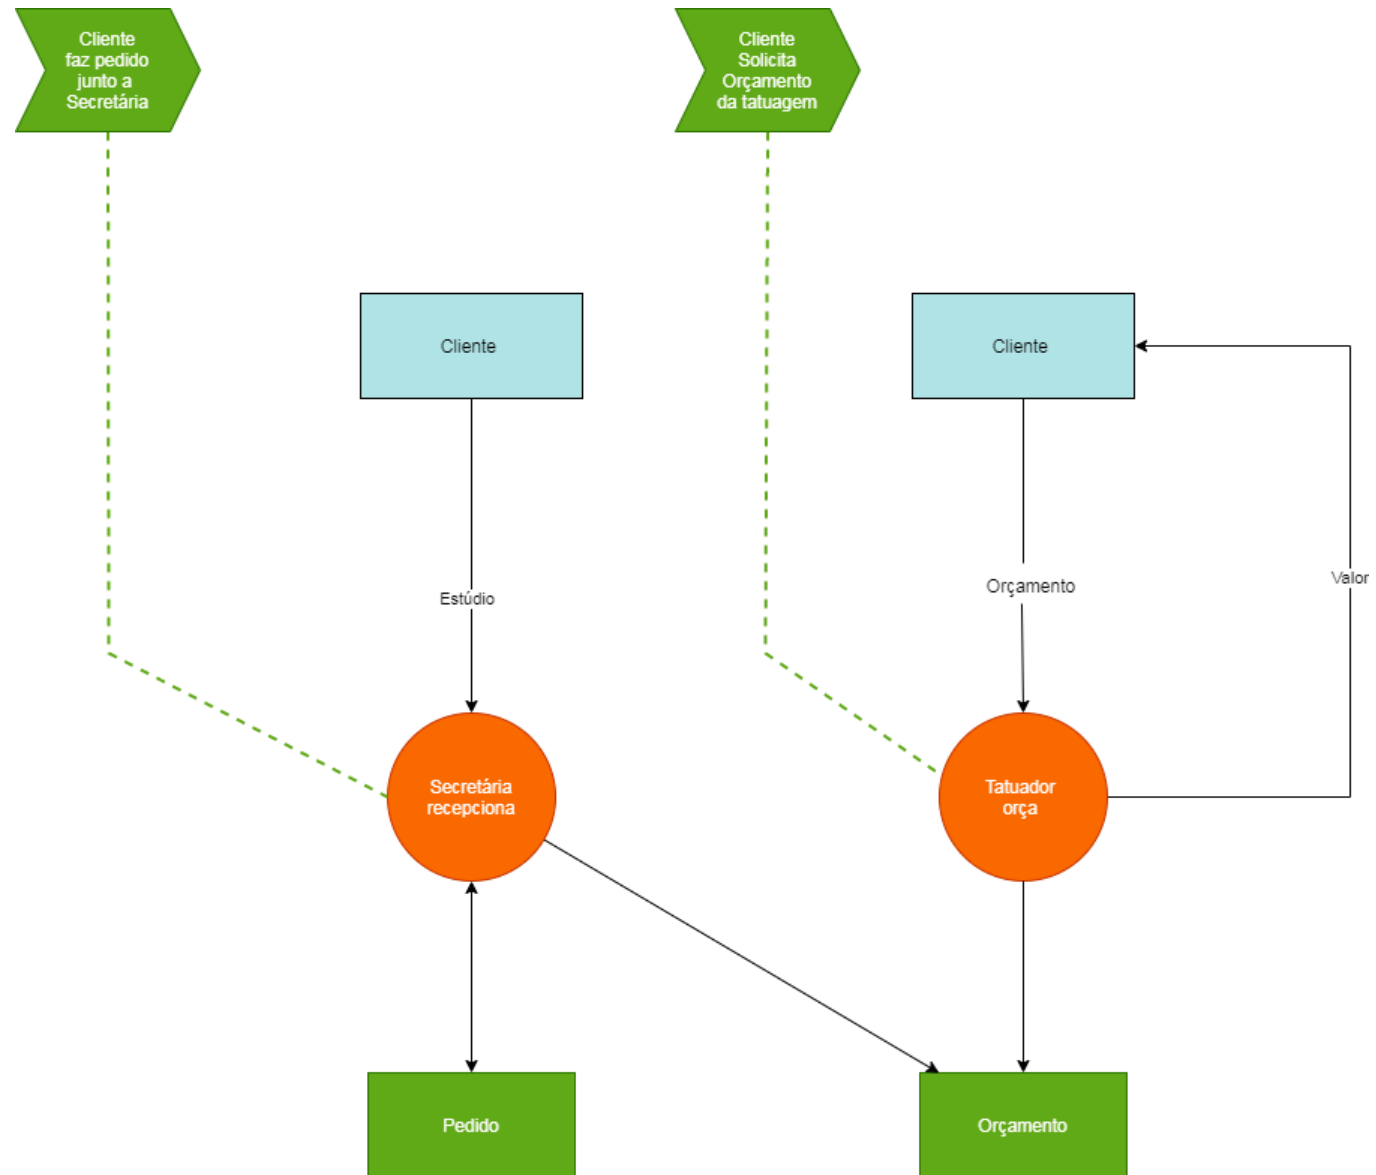 Cliente
faz pedido
junto a
Secretária
Cliente
Solicita
Orçamento
da tatuagem
Cliente
Cliente
Estúdio
Orçamento
Valor
Secretária
recepciona
Tatuador
orça
Pedido
Orçamento